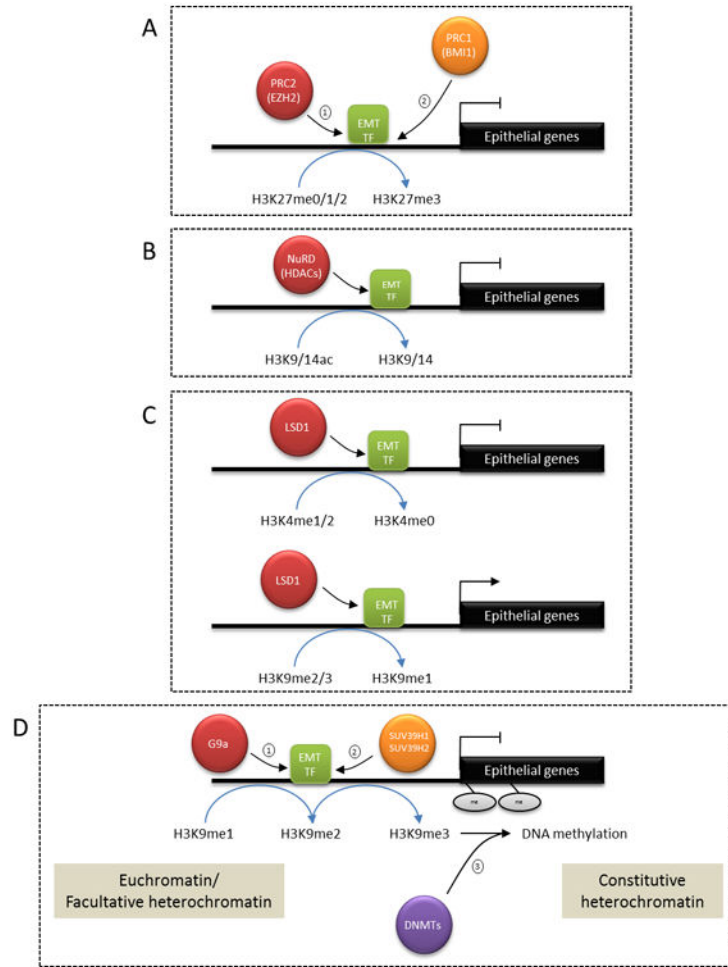 A
PRC1
(BMI1)
PRC2
(EZH2)
1
2
EMT
TF
Epithelial genes
H3K27me0/1/2
H3K27me3
B
NuRD
(HDACs)
EMT
TF
Epithelial genes
H3K9/14ac
H3K9/14
C
LSD1
EMT
TF
Epithelial genes
H3K4me1/2
H3K4me0
LSD1
EMT
TF
Epithelial genes
H3K9me2/3
H3K9me1
D
G9a
1
EMT
TF
2
SUV39H1
SUV39H2
Epithelial genes
me
me
H3K9me1
H3K9me2
H3K9me3
DNA methylation
3
Euchromatin/
Facultative heterochromatin
Constitutive
heterochromatin
DNMTs